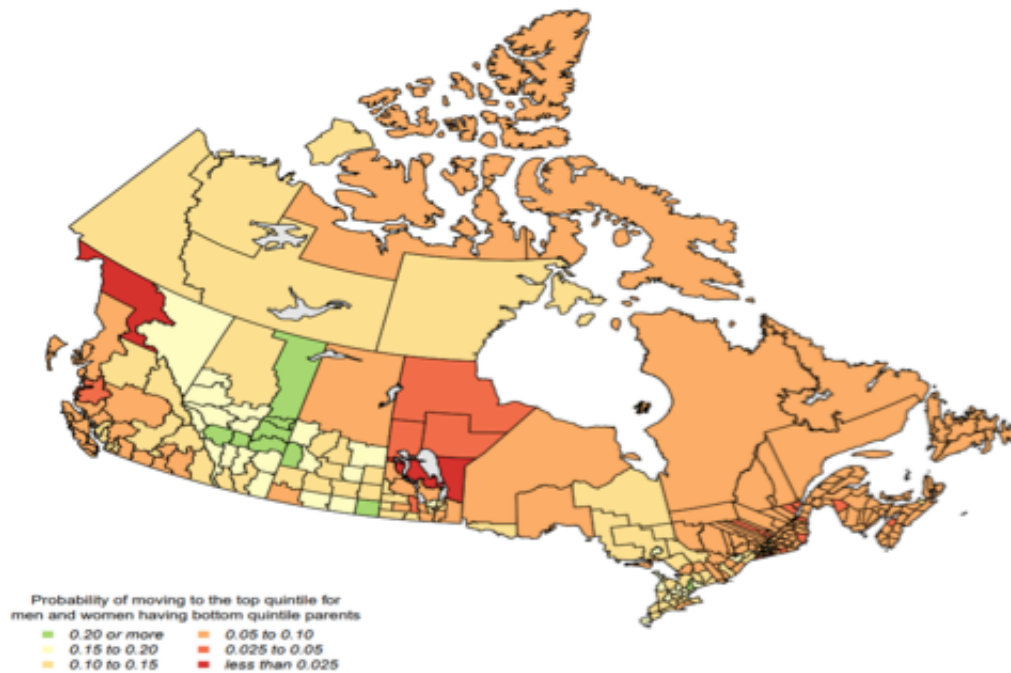 Probability of moving to the top quintile for
men and women having bottom quintile parents
0.20 or more
0.05 to 0.10
0.15 to 0.20
0.025 to 0.05
0.10 to 0.15
less than 0.025